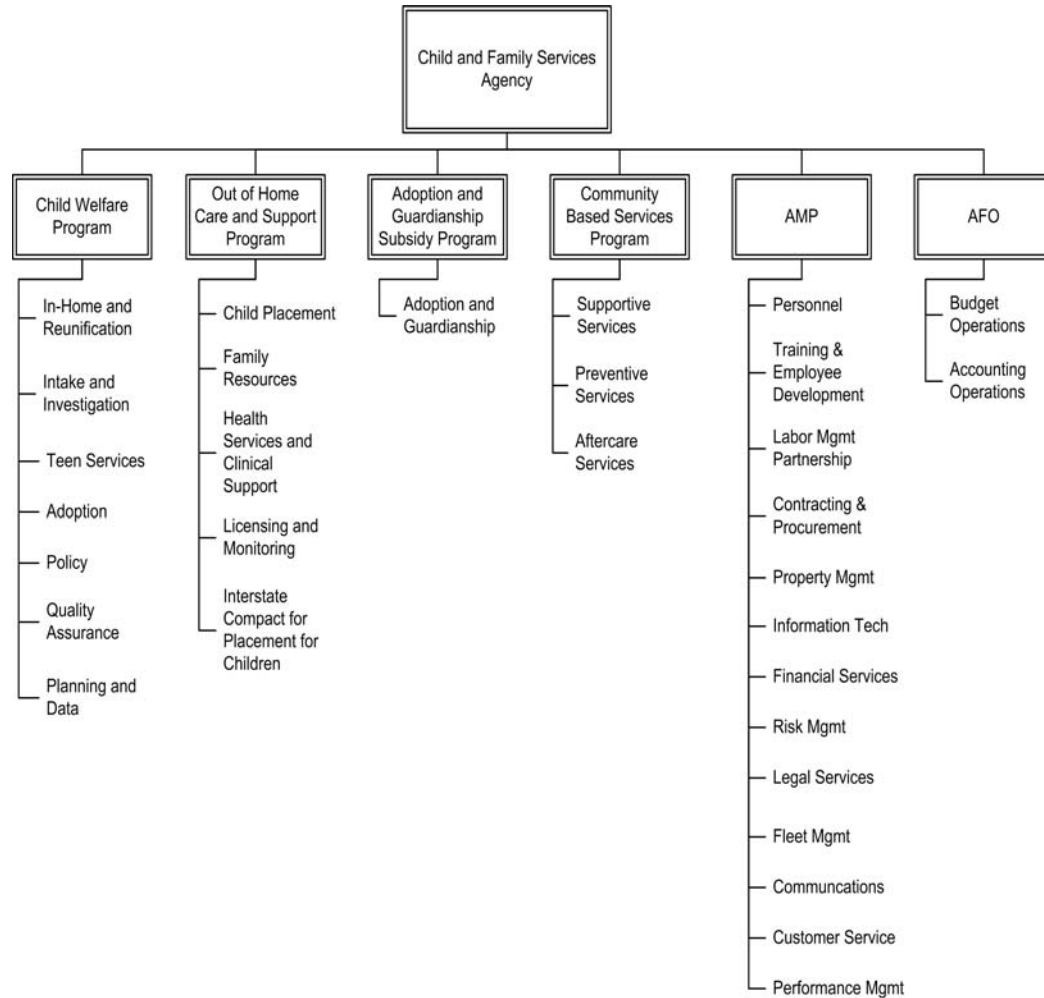 Child and Family Services
Agency
Child Welfare
Program
Out of Home
Care and Support
Program
Adoption and
Guardianship
Subsidy Program
Community
Based Services
Program
AMP
AFO
In-Home and
Reunification
Intake and
Investigation
Teen Services
Adoption
Policy
Quality
Assurance
Planning and
Data
Child Placement
Family
Resources
Health
Services and
Clinical
Support
Licensing and
Monitoring
Interstate
Compact for
Placement for
Children
Adoption and
Guardianship
Supportive
Services
Preventive
Services
Aftercare
Services
Personnel
Training &
Employee
Development
Labor Mgmt
Partnership
Contracting &
Procurement
Property Mgmt
Information Tech
Financial Services
Risk Mgmt
Legal Services
Fleet Mgmt
Communcations
Customer Service
Performance Mgmt
Budget
Operations
Accounting
Operations